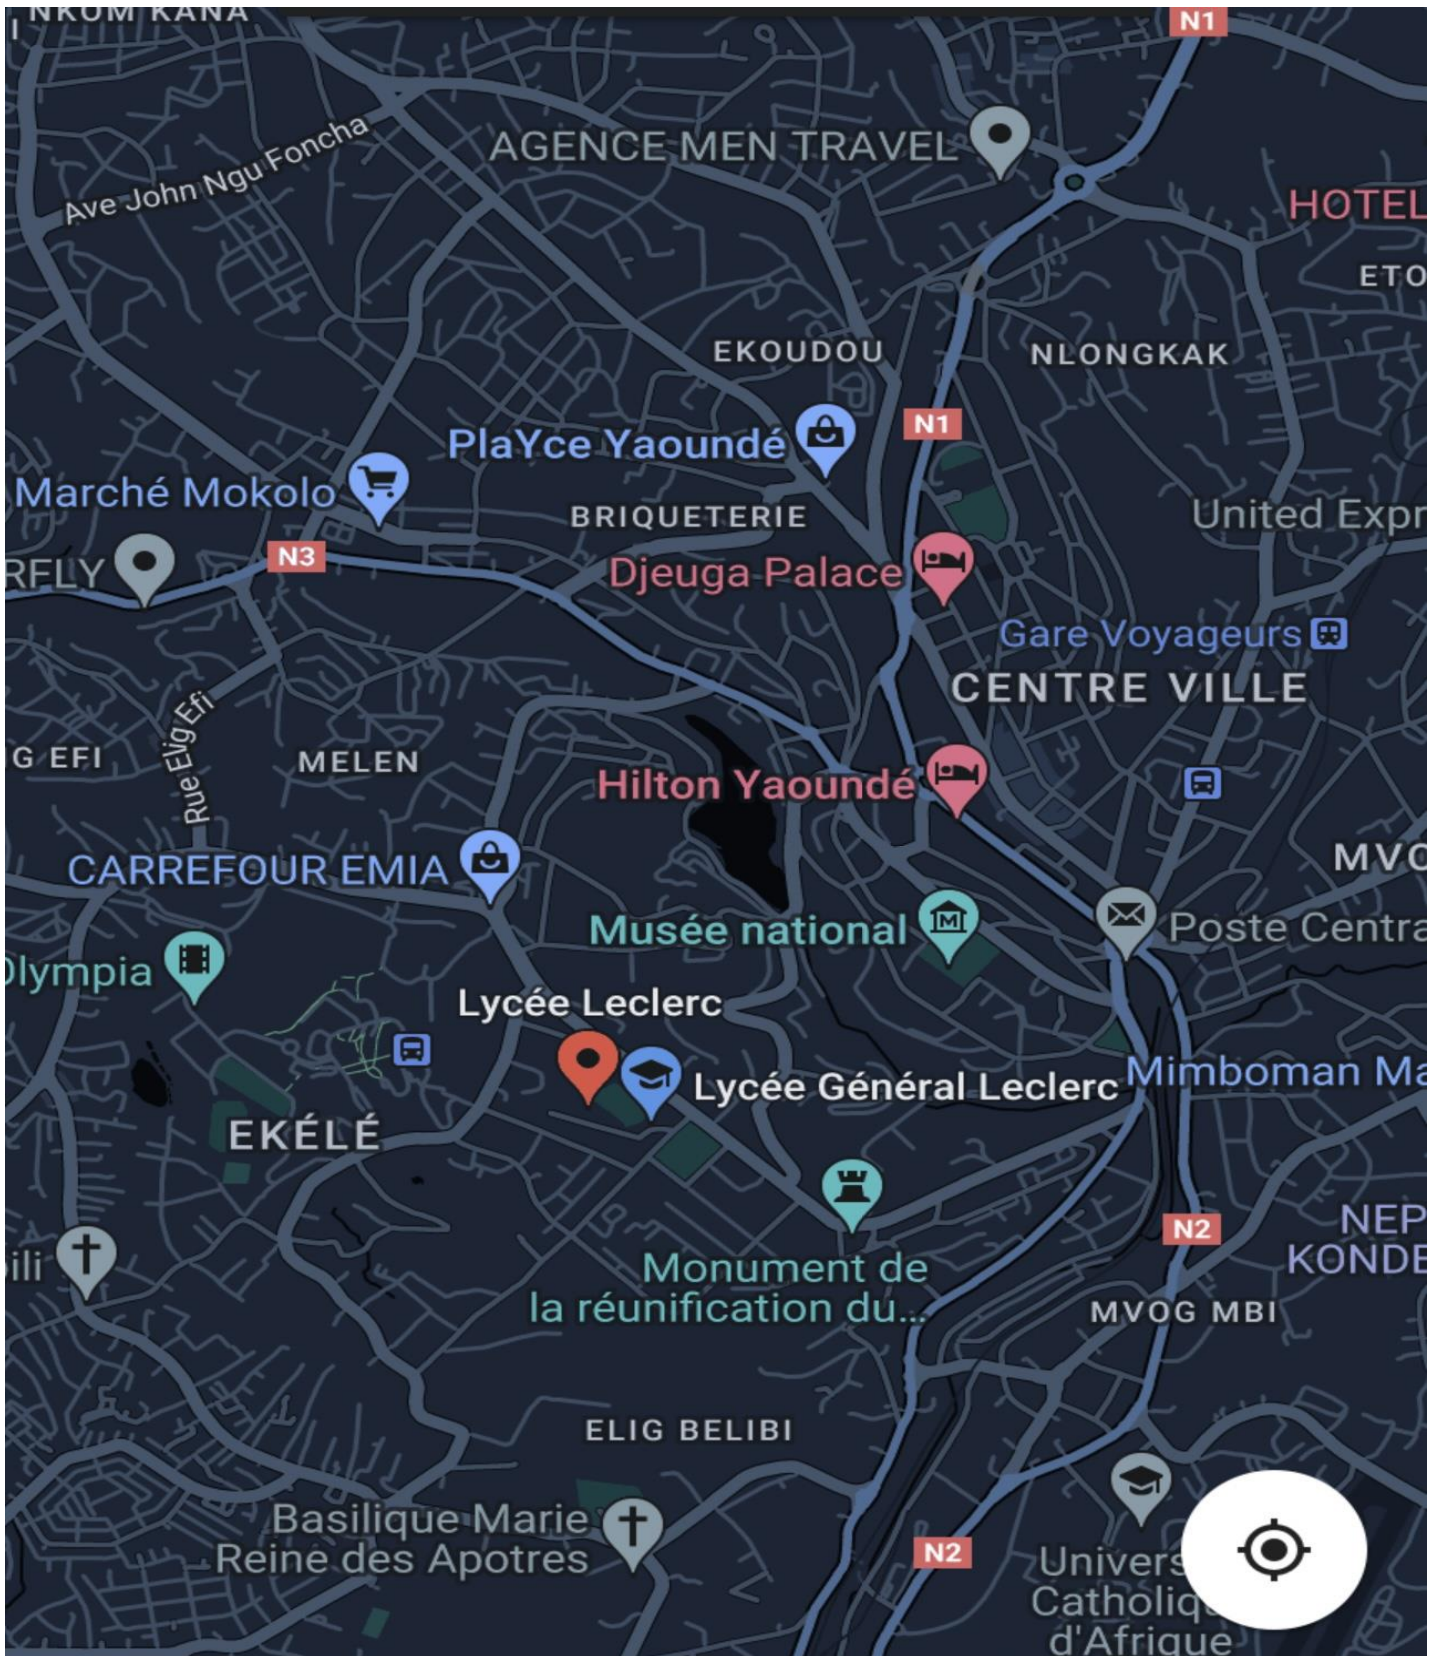 NKOM KANA
N1
AGENCE MEN TRAVEL
Ave John Ngu Foncha
HOTEL
ETO
EKOUDOU
NLONGKAK
N1
PlaYce Yaoundé
Marché Mokolo
BRIQUETERIE
United Expr
N3
RFLY
Djeuga Palace
Gare Voyageurs
CENTRE VILLE
Rue Elig Efi
G EFI
MELEN
Hilton Yaoundé
CARREFOUR EMIA
MVO
Musée national
Poste Centra
Olympia
Lycée Leclerc
Mimboman Ma
Lycée Général Leclerc
EKÉLÉ
NEP
KONDE
N2
ili
Monument de
la réunification du...
MVOG MBI
ELIG BELIBI
Basilique Marie
Reine des Apotres
N2
Univers
Catholiq
d'Afrique